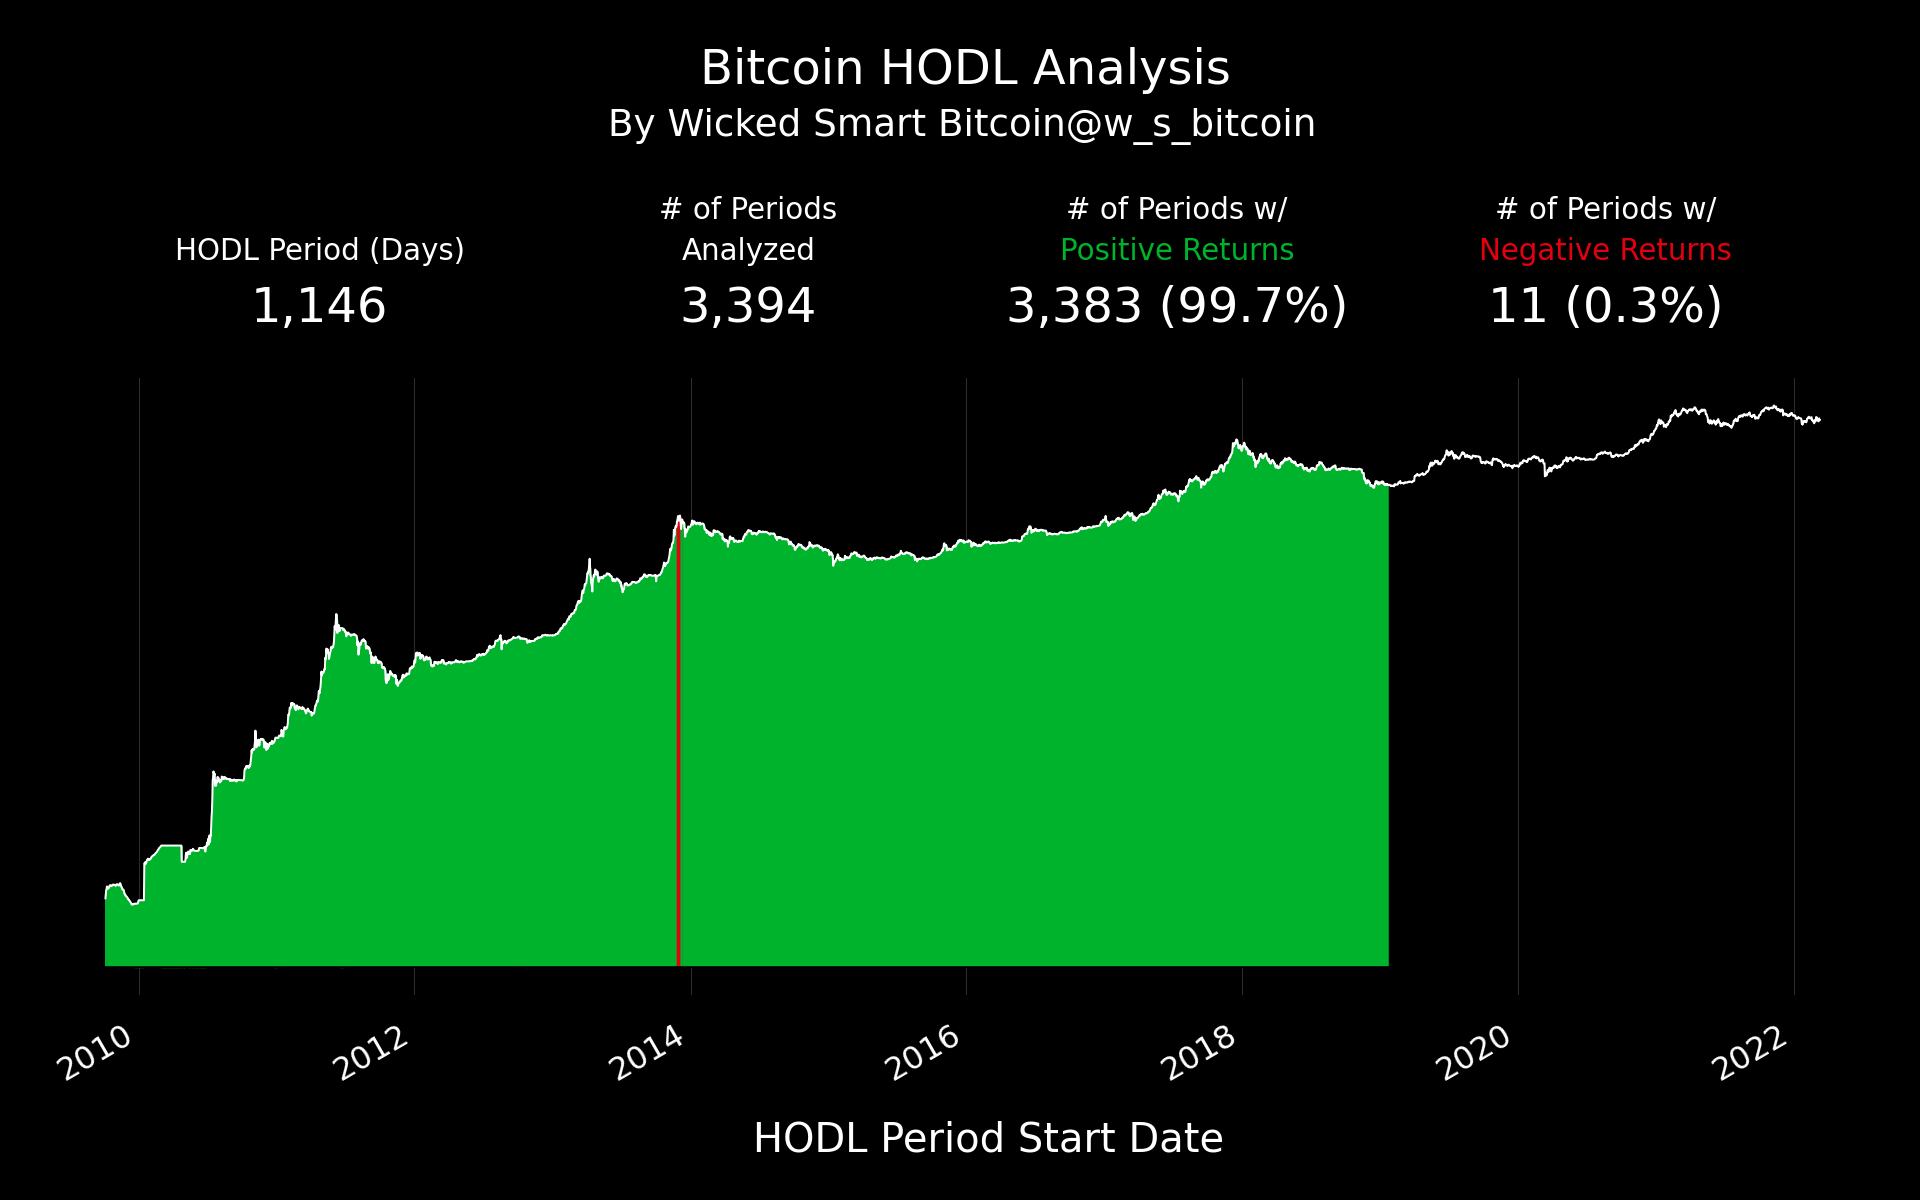 Bitcoin HODL Analysis
By Wicked Smart Bitcoin@w_s_bitcoin
HODL Period (Days)
1,146
# of Periods
Analyzed
3,394
# of Periods w/
Positive Returns
3,383 (99.7%)
# of Periods w/
Negative Returns
11 (0.3%)
2010
2012
2014
2016
2018
2020
2022
HODL Period Start Date